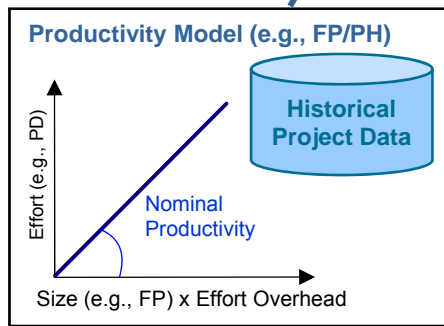 Productivity Model (e.g., FP/PH)
Historical
Project Data
Effort (e.g., PD)
Nominal
Productivity
Size (e.g., FP) x Effort Overhead